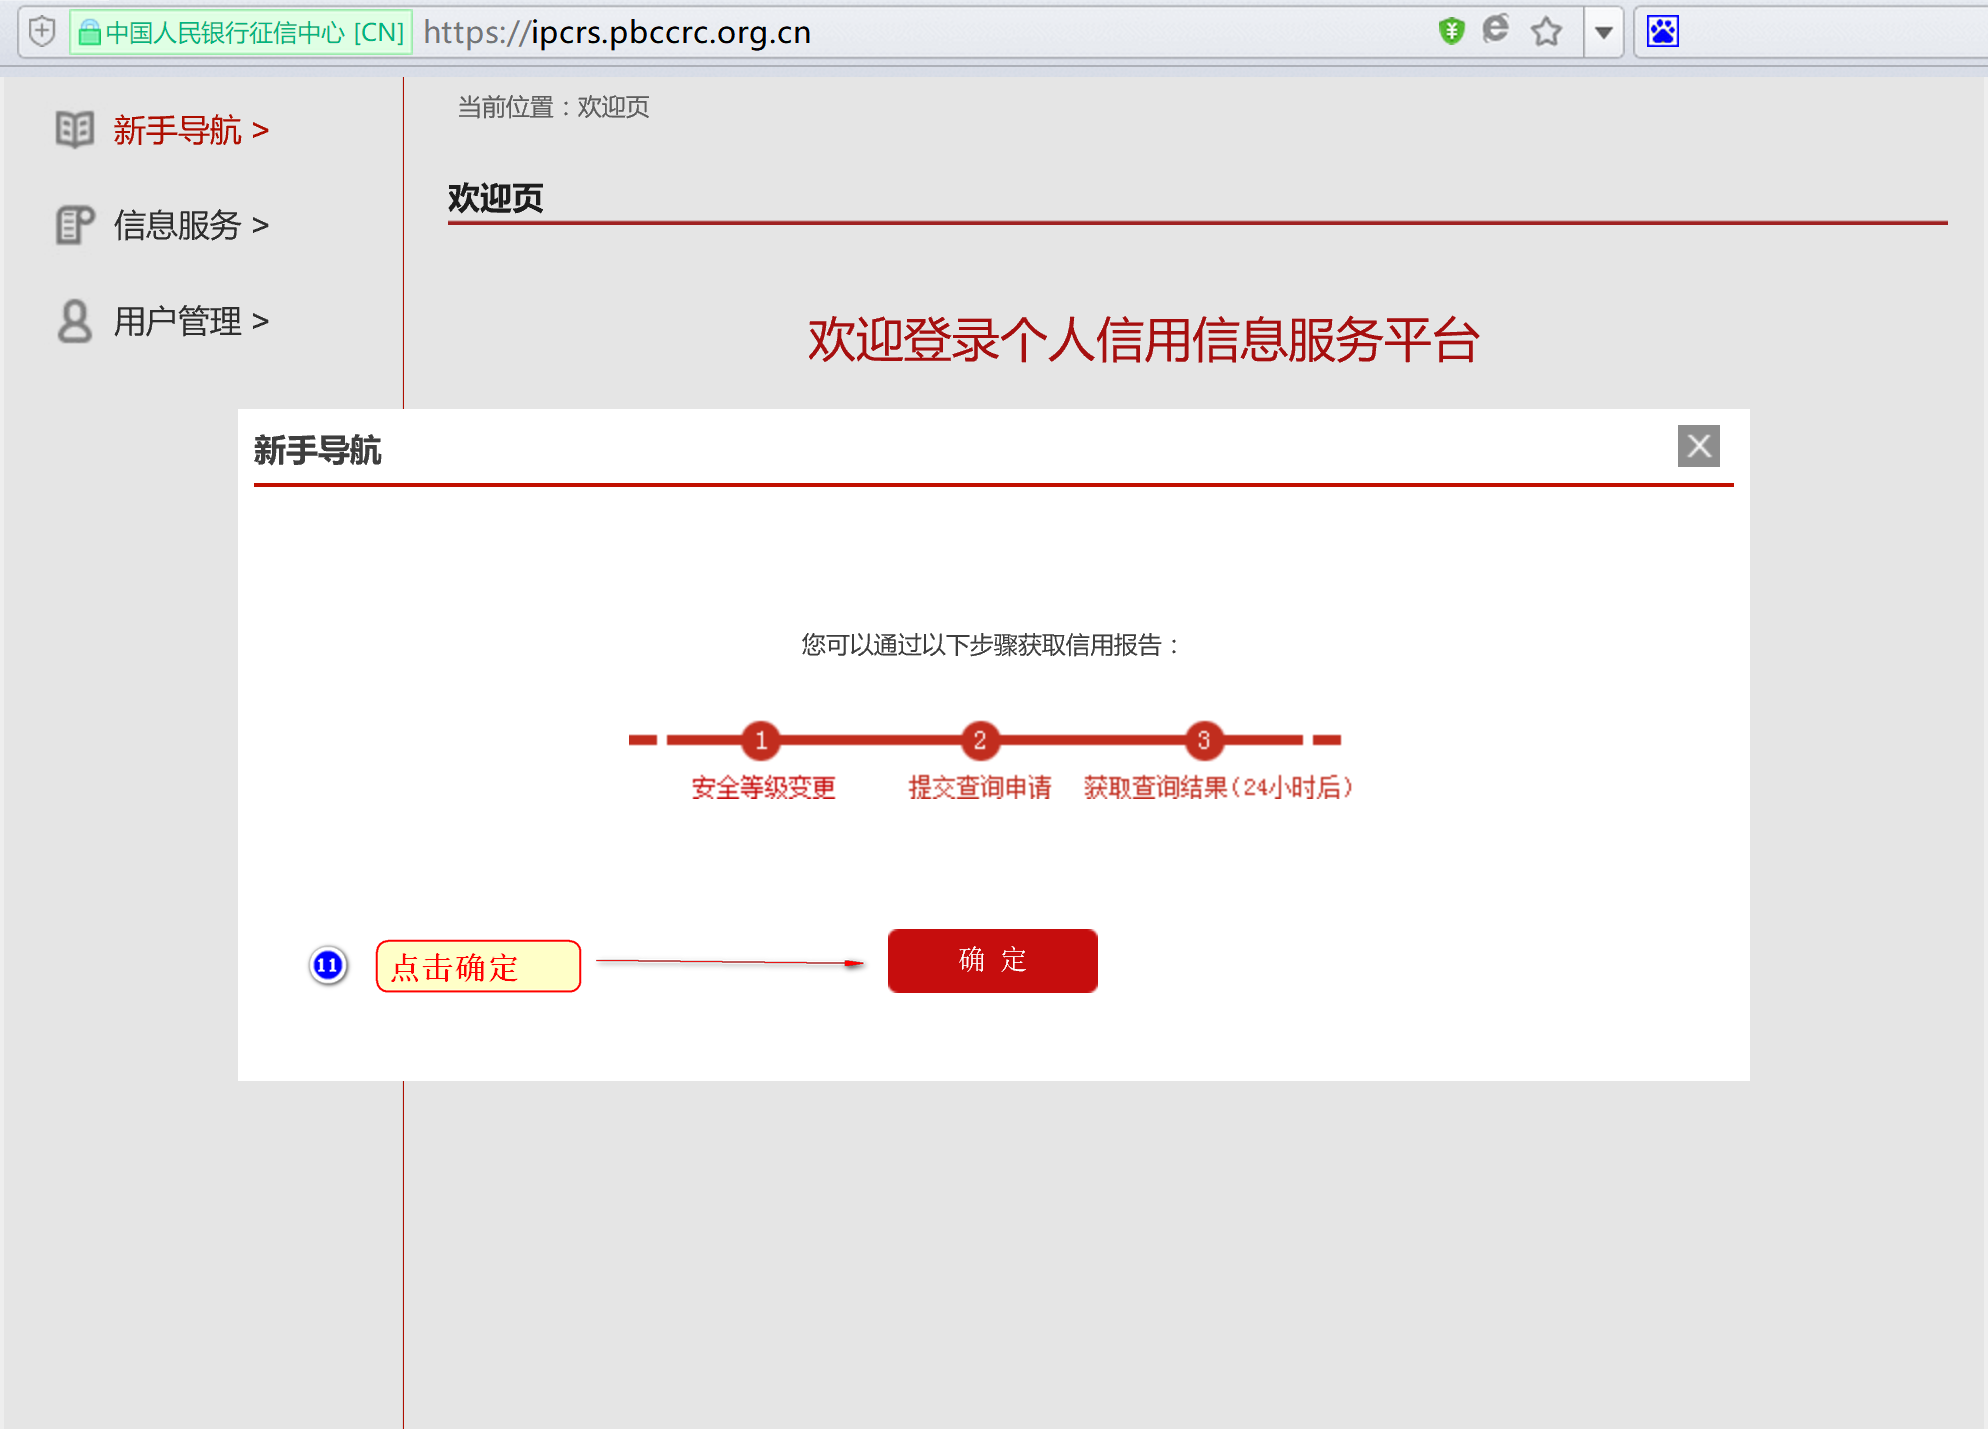 中国人民银行征信中心 [CN] https://ipcrs.pbccrc.org.cn
新手导航 >
信息服务 >
用户管理 >
当前位置：欢迎页
欢迎页
欢迎登录个人信用信息服务平台
新手导航
X
您可以通过以下步骤获取信用报告：
1 2 3
安全等级变更 提交查询申请 获取查询结果(24小时后)
11 点击确定 确 定